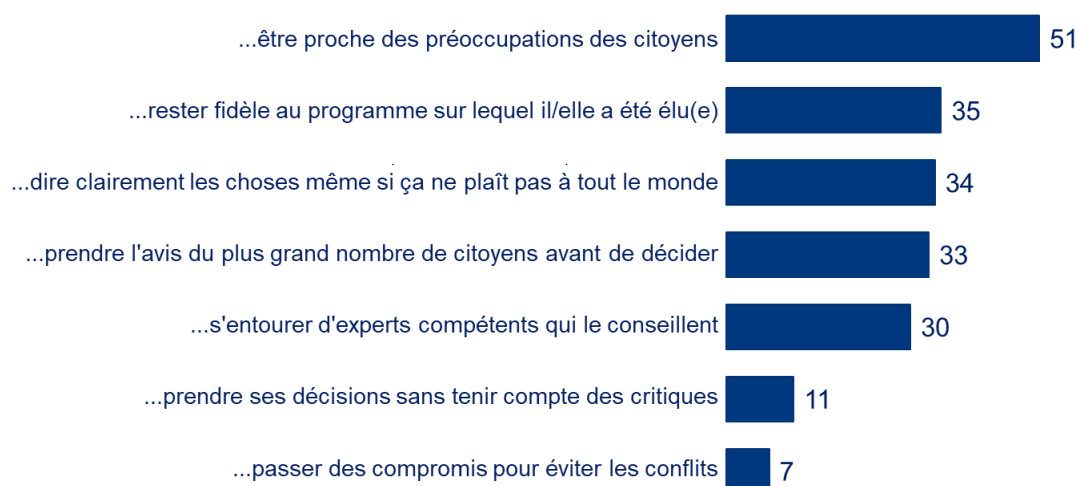 ...être proche des préoccupations des citoyens 51
...rester fidèle au programme sur lequel il/elle a été élu(e) 35
...dire clairement les choses même si ça ne plaît pas à tout le monde 34
...prendre l'avis du plus grand nombre de citoyens avant de décider 33
...s'entourer d'experts compétents qui le conseillent 30
...prendre ses décisions sans tenir compte des critiques 11
...passer des compromis pour éviter les conflits 7